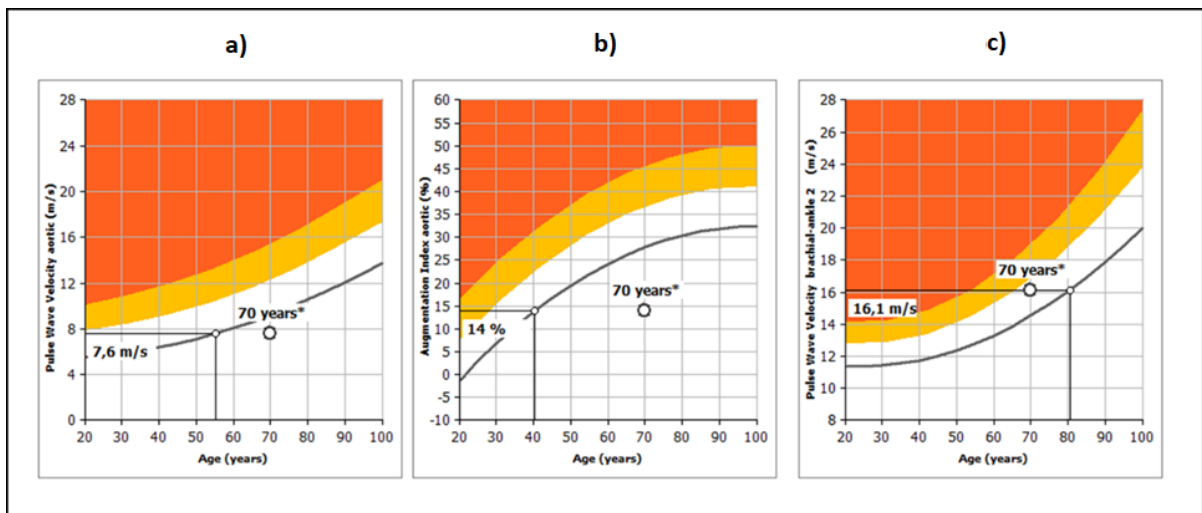 a)
28
24
20
16
12
8
4
0
Pulse Wave Velocity aortic (m/s)
70 years*
7,6 m/s
20 30 40 50 60 70 80 90 100
Age (years)
b)
60
55
50
45
40
35
30
25
20
15
10
5
0
-5
-10
Augmentation Index aortic (%)
70 years*
14 %
20 30 40 50 60 70 80 90 100
Age (years)
c)
28
26
24
22
20
18
16
14
12
10
8
Pulse Wave Velocity brachial-ankle 2 (m/s)
70 years*
16,1 m/s
20 30 40 50 60 70 80 90 100
Age (years)